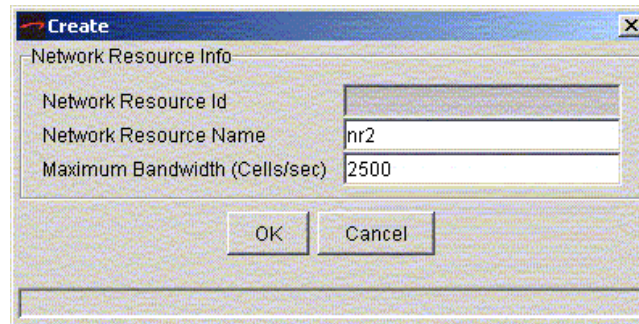 Create
Network Resource Info
Network Resource Id
Network Resource Name nr2
Maximum Bandwidth (Cells/sec) 2500
OK Cancel